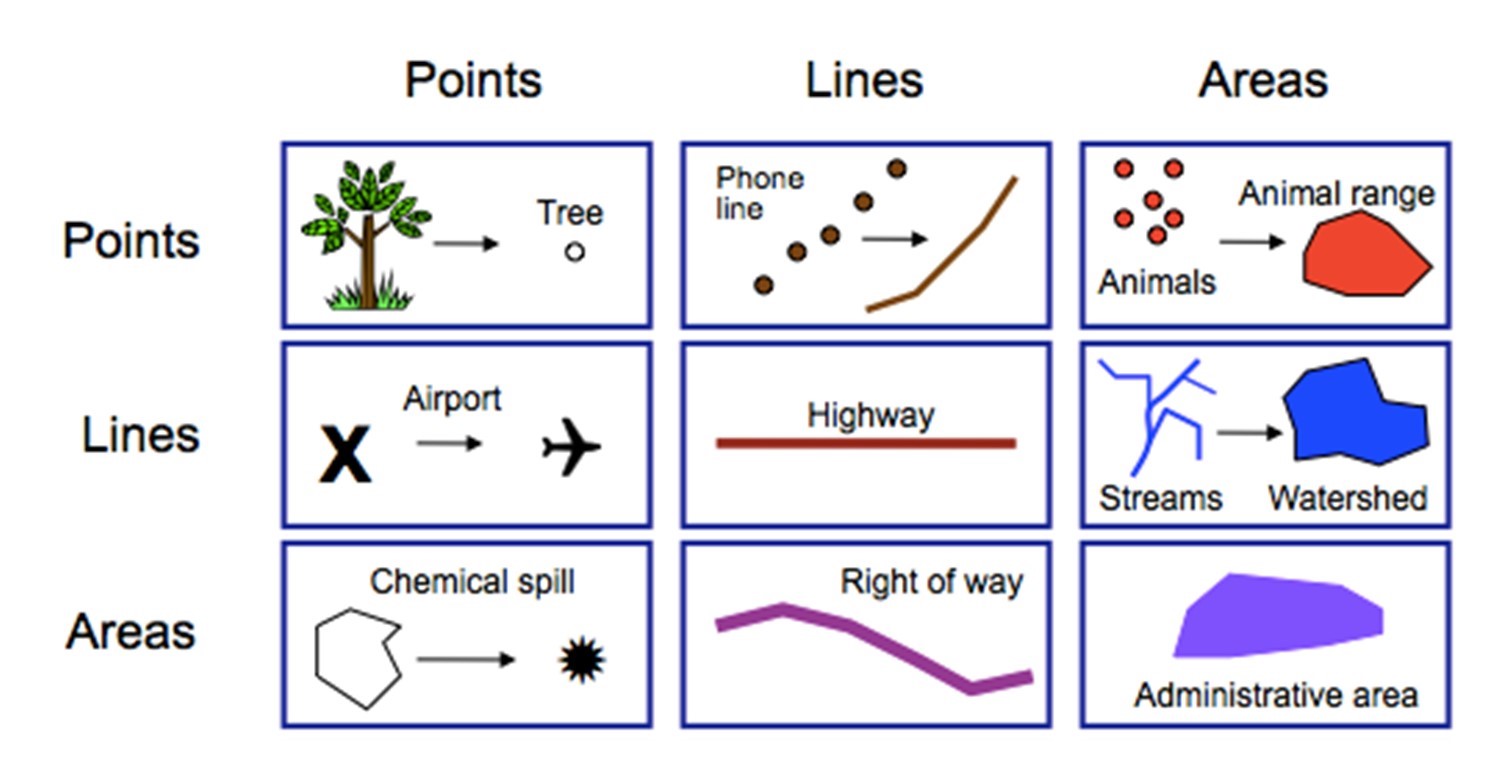 Points Lines Areas
Points
Tree
Phone
line
Animal range
Animals
Lines
Airport
X
Highway
Streams Watershed
Areas
Chemical spill
Right of way
Administrative area